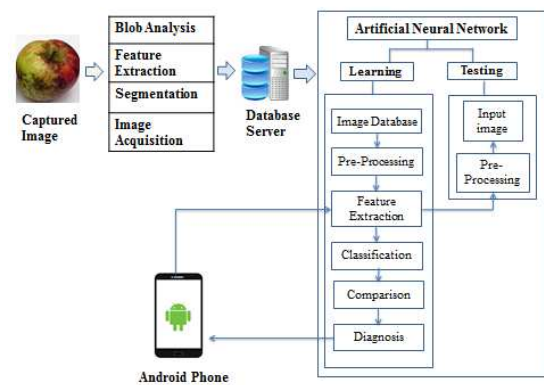 Captured
Image
Blob Analysis
Feature
Extraction
Segmentation
Image
Acquisition
Database
Server
Artificial Neural Network
Learning
Testing
Image Database
Pre-Processing
Feature
Extraction
Classification
Comparison
Diagnosis
Input
image
Pre-
Processing
Android Phone